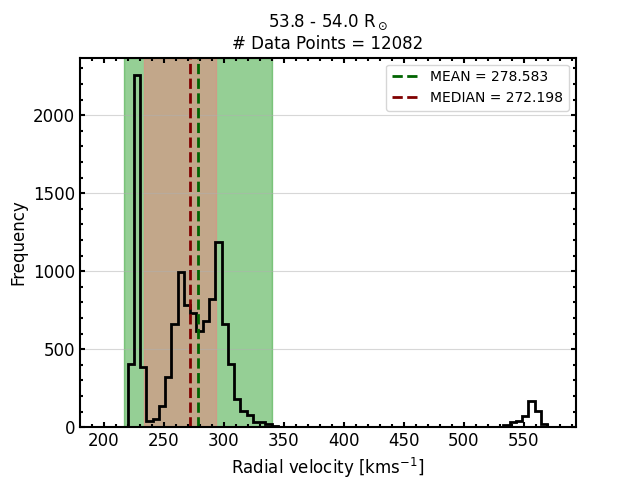 53.8 - 54.0 R⊙
# Data Points = 12082
MEAN = 278.583
MEDIAN = 272.198
Frequency
2000
1500
1000
500
0
200 250 300 350 400 450 500 550
Radial velocity [kms⁻¹]